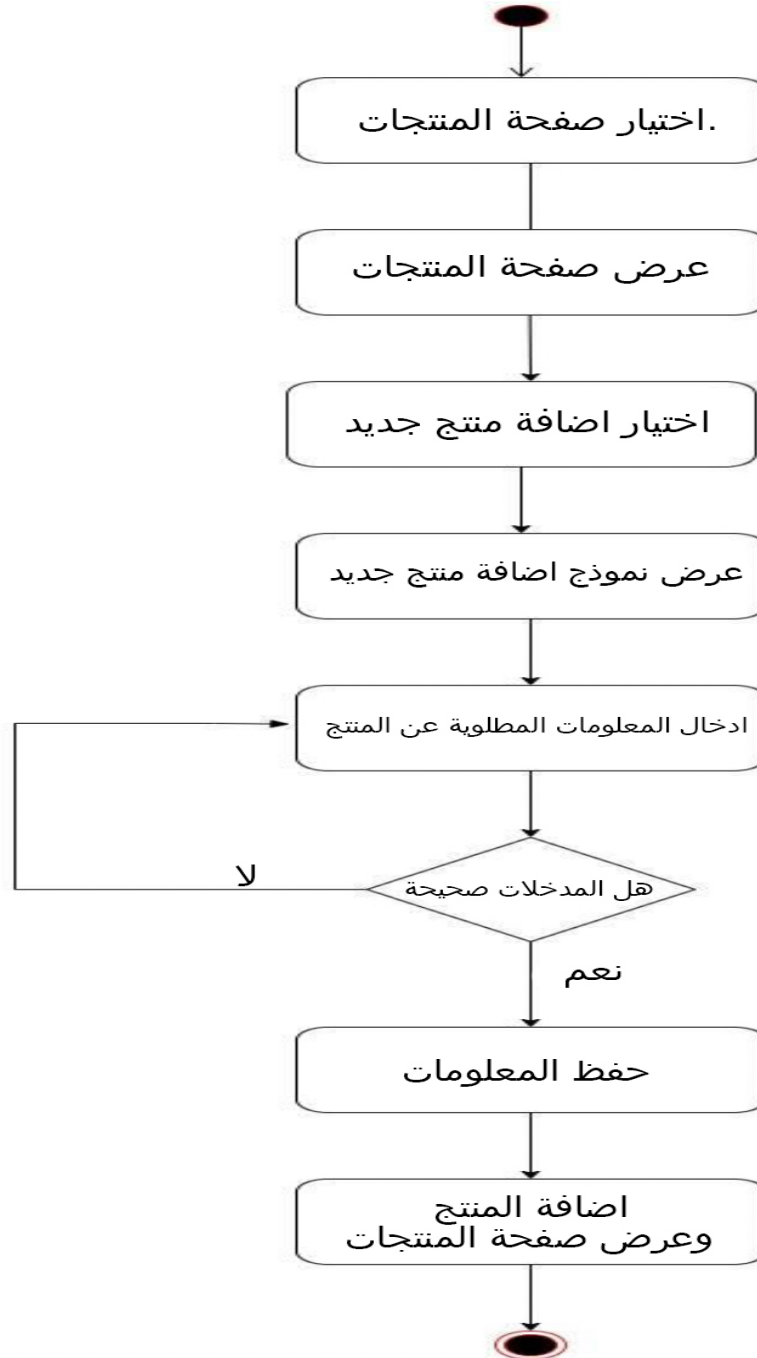 اختيار صفحة المنتجات.
عرض صفحة المنتجات
اختيار اضافة منتج جديد
عرض نموذج اضافة منتج جديد
ادخال المعلومات المطلوية عن المنتج
هل المدخلات صحيحة
لا
نعم
حفظ المعلومات
اضافة المنتج
وعرض صفحة المنتجات